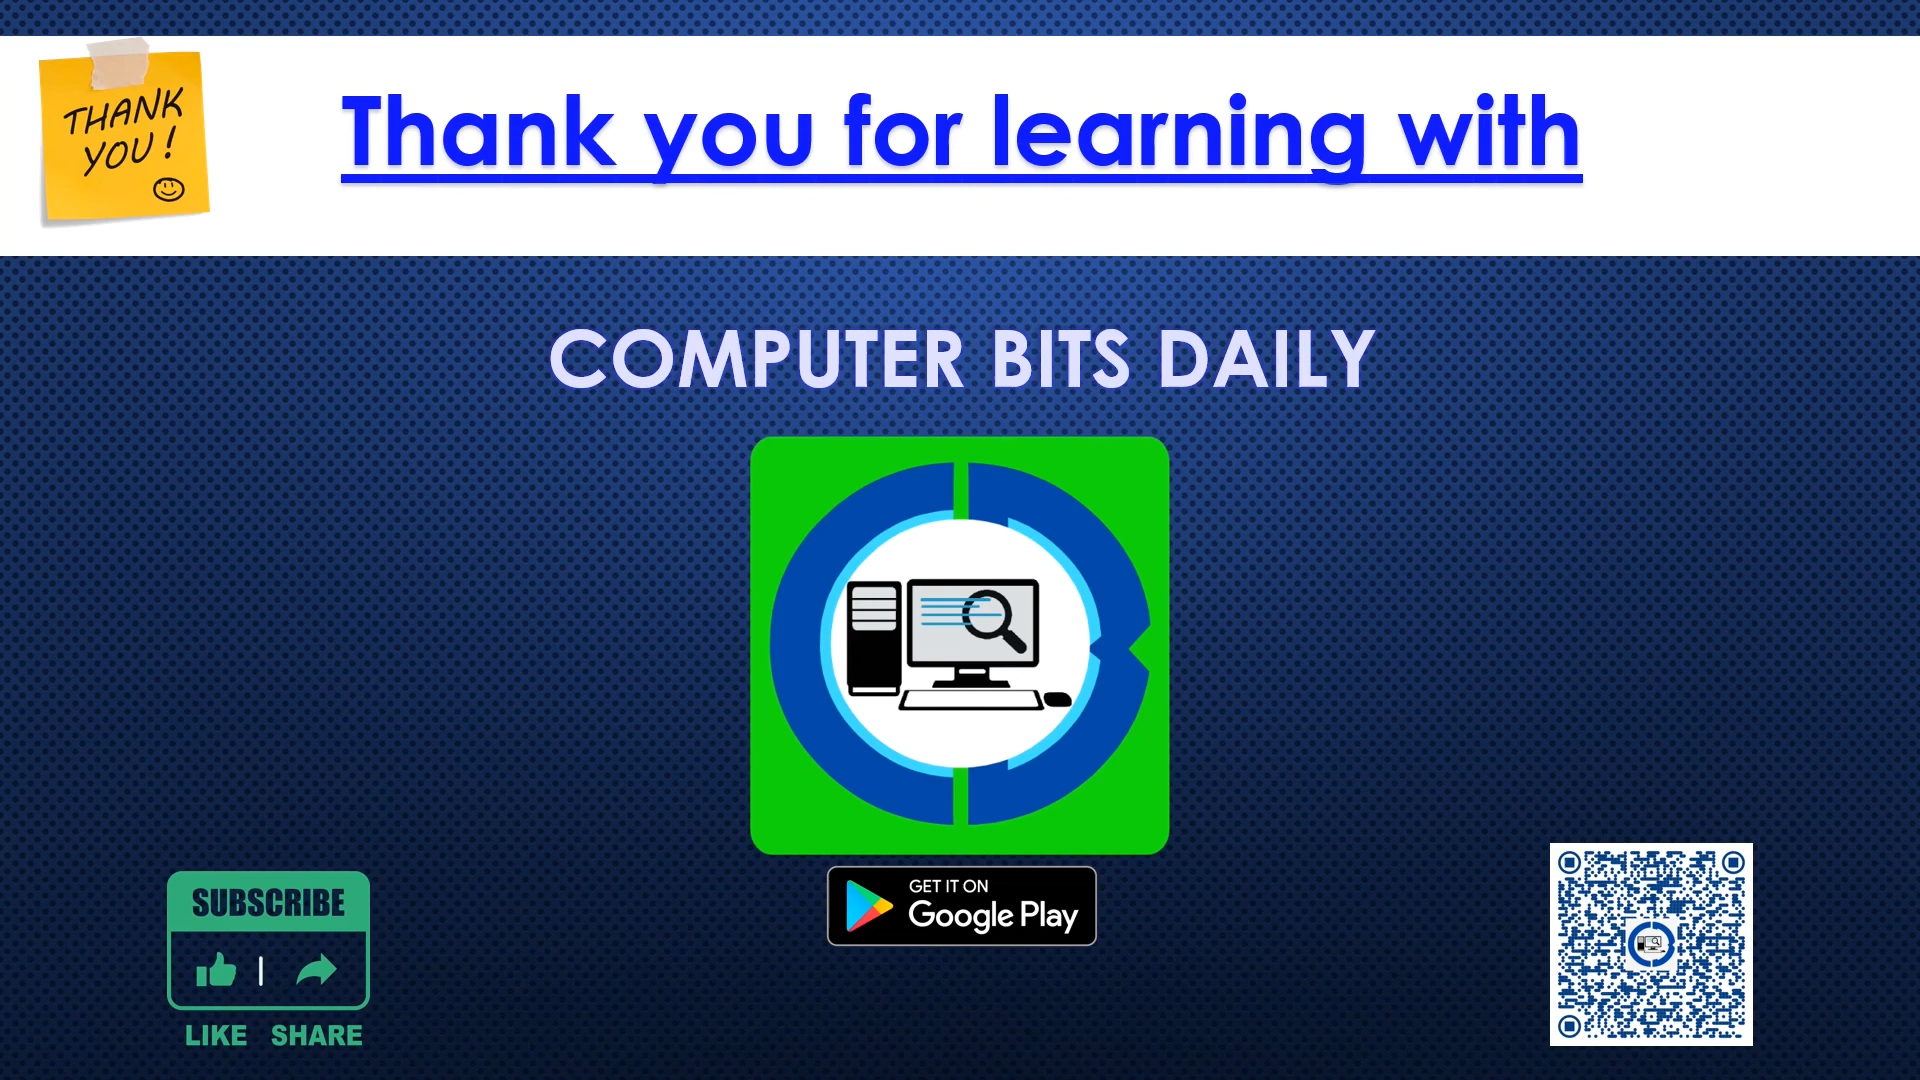 THANK
YOU!
Thank you for learning with
COMPUTER BITS DAILY
GET IT ON
Google Play
SUBSCRIBE
LIKE SHARE